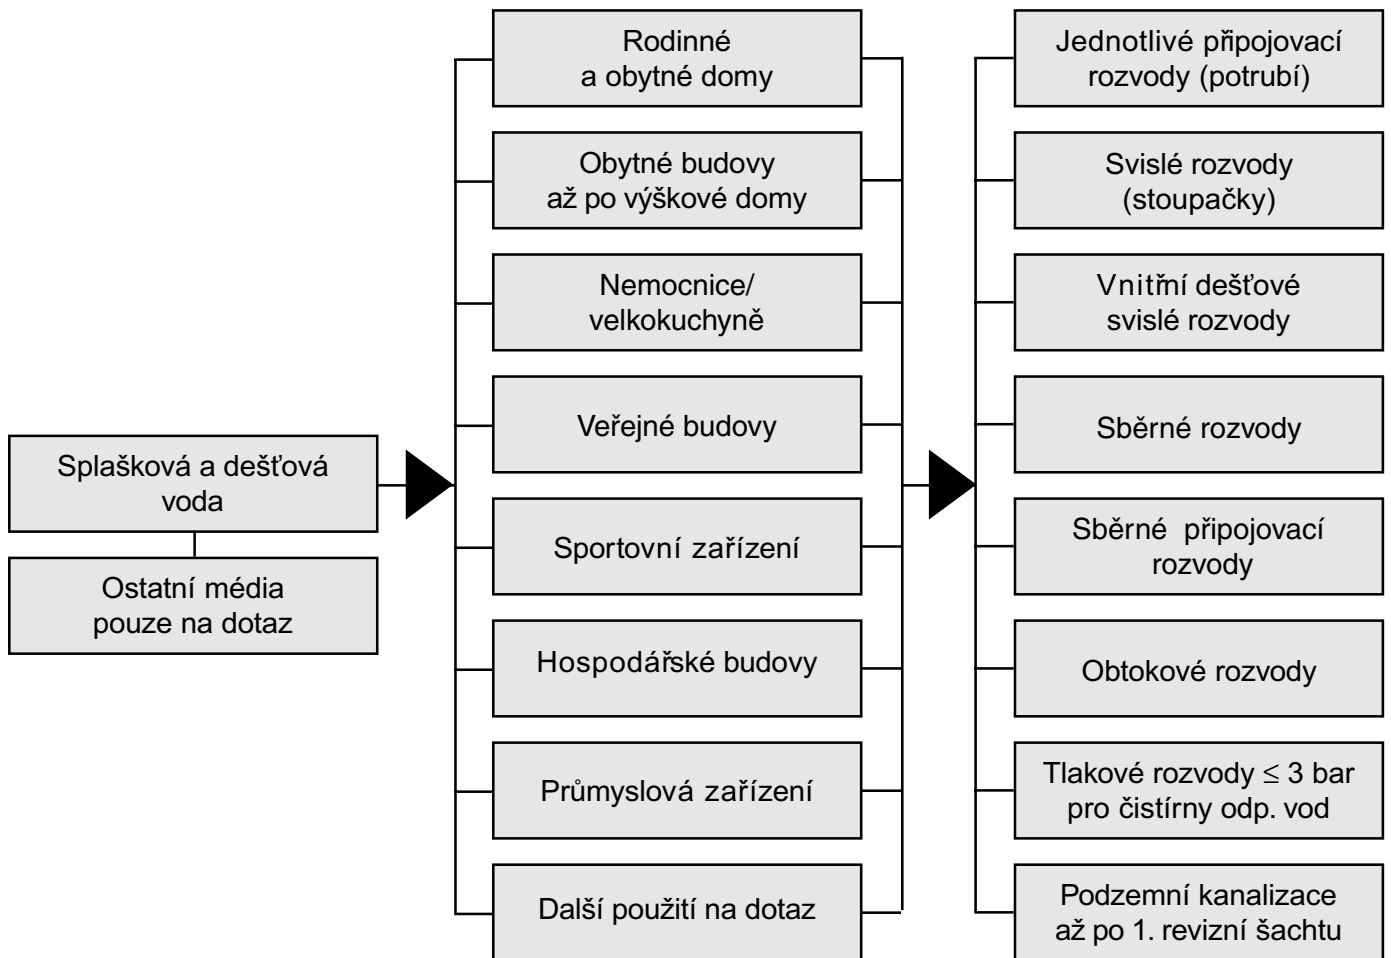 Splašková a dešťová
voda
Ostatní média
pouze na dotaz
Rodinné
a obytné domy
Obytné budovy
až po výškové domy
Nemocnice/
velkokuchyně
Veřejné budovy
Sportovní zařízení
Hospodářské budovy
Průmyslová zařízení
Další použití na dotaz
Jednotlivé připojovací
rozvody (potrubí)
Svislé rozvody
(stoupačky)
Vnitřní dešťové
svislé rozvody
Sběrné rozvody
Sběrné připojovací
rozvody
Obtokové rozvody
Tlakové rozvody ≤ 3 bar
pro čistírny odp. vod
Podzemní kanalizace
až po 1. revizní šachtu